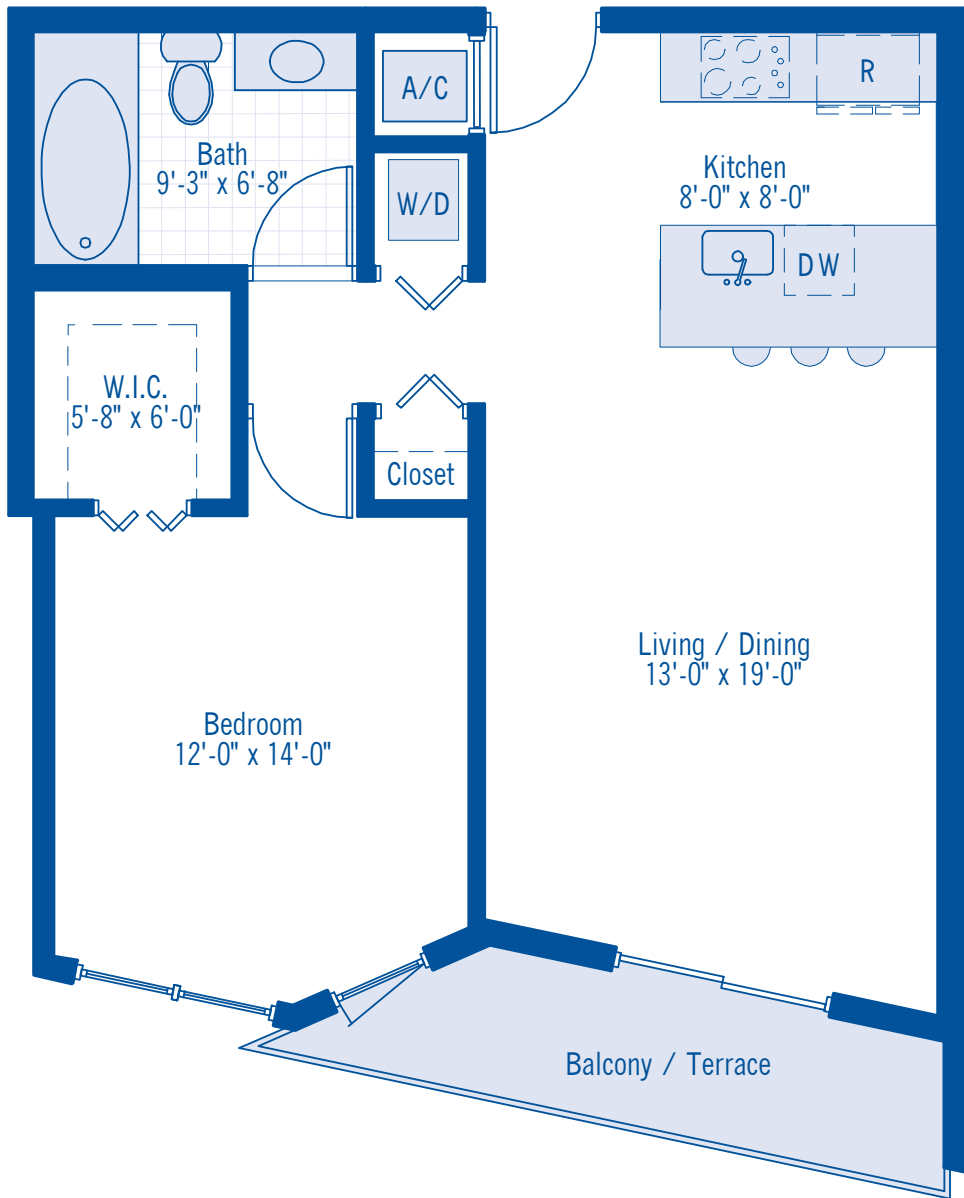 A/C
R
Bath
9'-3" x 6'-8"
Kitchen
8'-0" x 8'-0"
W/D
DW
W.I.C.
5'-8" x 6'-0"
Closet
Living / Dining
13'-0" x 19'-0"
Bedroom
12'-0" x 14'-0"
Balcony / Terrace